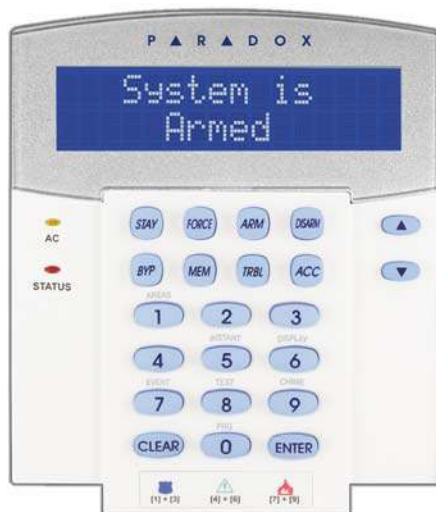 PARADOX
System is
Armed
STAY FORCE ARM DISARM
AC
BYP MEM TRBL ACC
STATUS
AREAS
1 2 3
INSTANT DISPLAY
4 5 6
EVENT TEST CHIME
7 8 9
PRG
CLEAR 0 ENTER
[1] + [3] [4] + [6] [7] + [9]